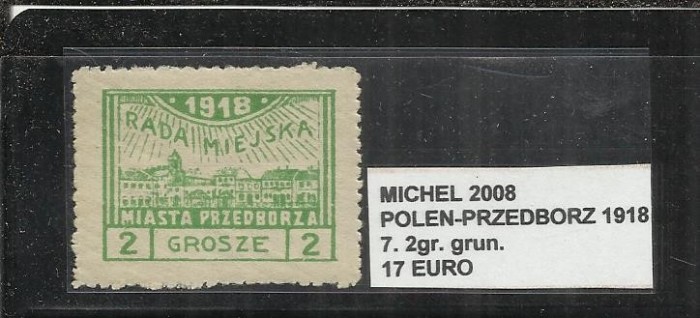 1918
RADA MIEJSKA
MIASTA PRZEDBORZA
2 GROSZE 2
MICHEL 2008
POLEN-PRZEDBORZ 1918
7. 2gr. grun.
17 EURO